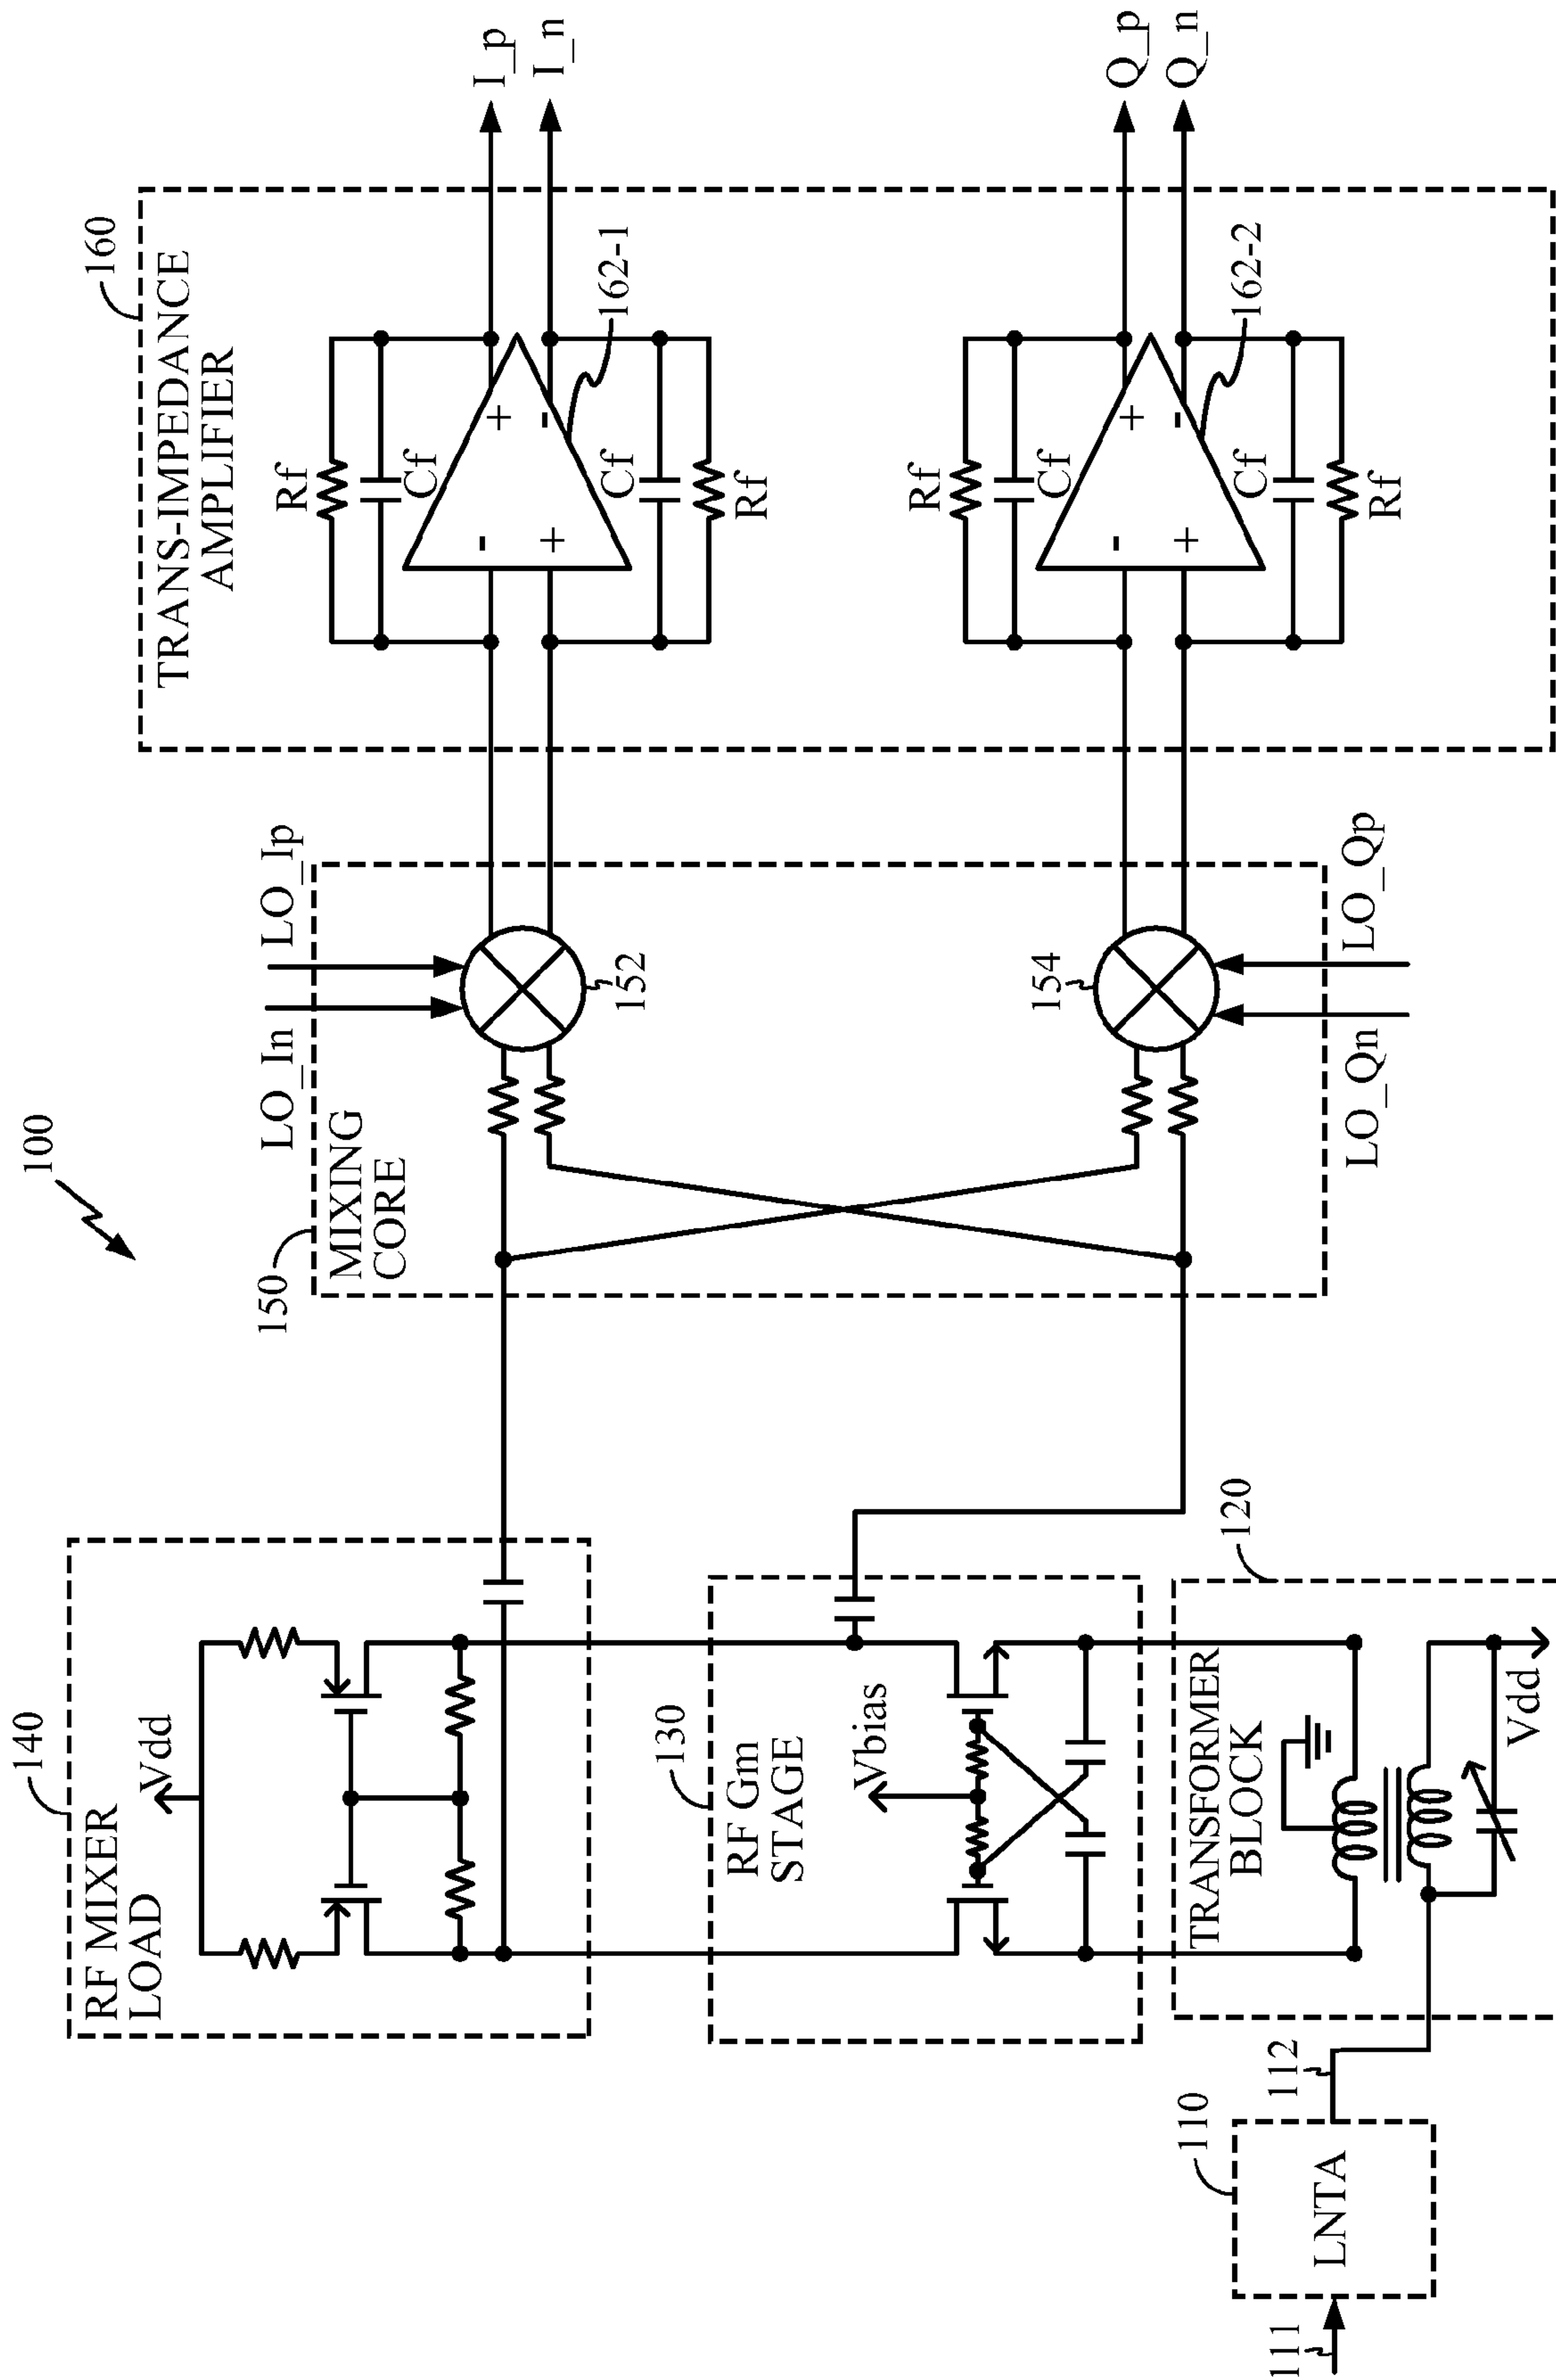 100
160
TRANS-IMPEDANCE
AMPLIFIER
Rf
Cf
-
+
+
-
Cf
Rf
162-1
I_p
I_n
Rf
Cf
-
+
+
-
Cf
Rf
162-2
Q_p
Q_n
150
MIXING
CORE
LO_In
LO_Ip
152
154
LO_Qn
LO_Qp
140
RF MIXER
LOAD
Vdd
130
RF Gm
STAGE
Vbias
120
TRANSFORMER
BLOCK
Vdd
110
LNTA
111
112